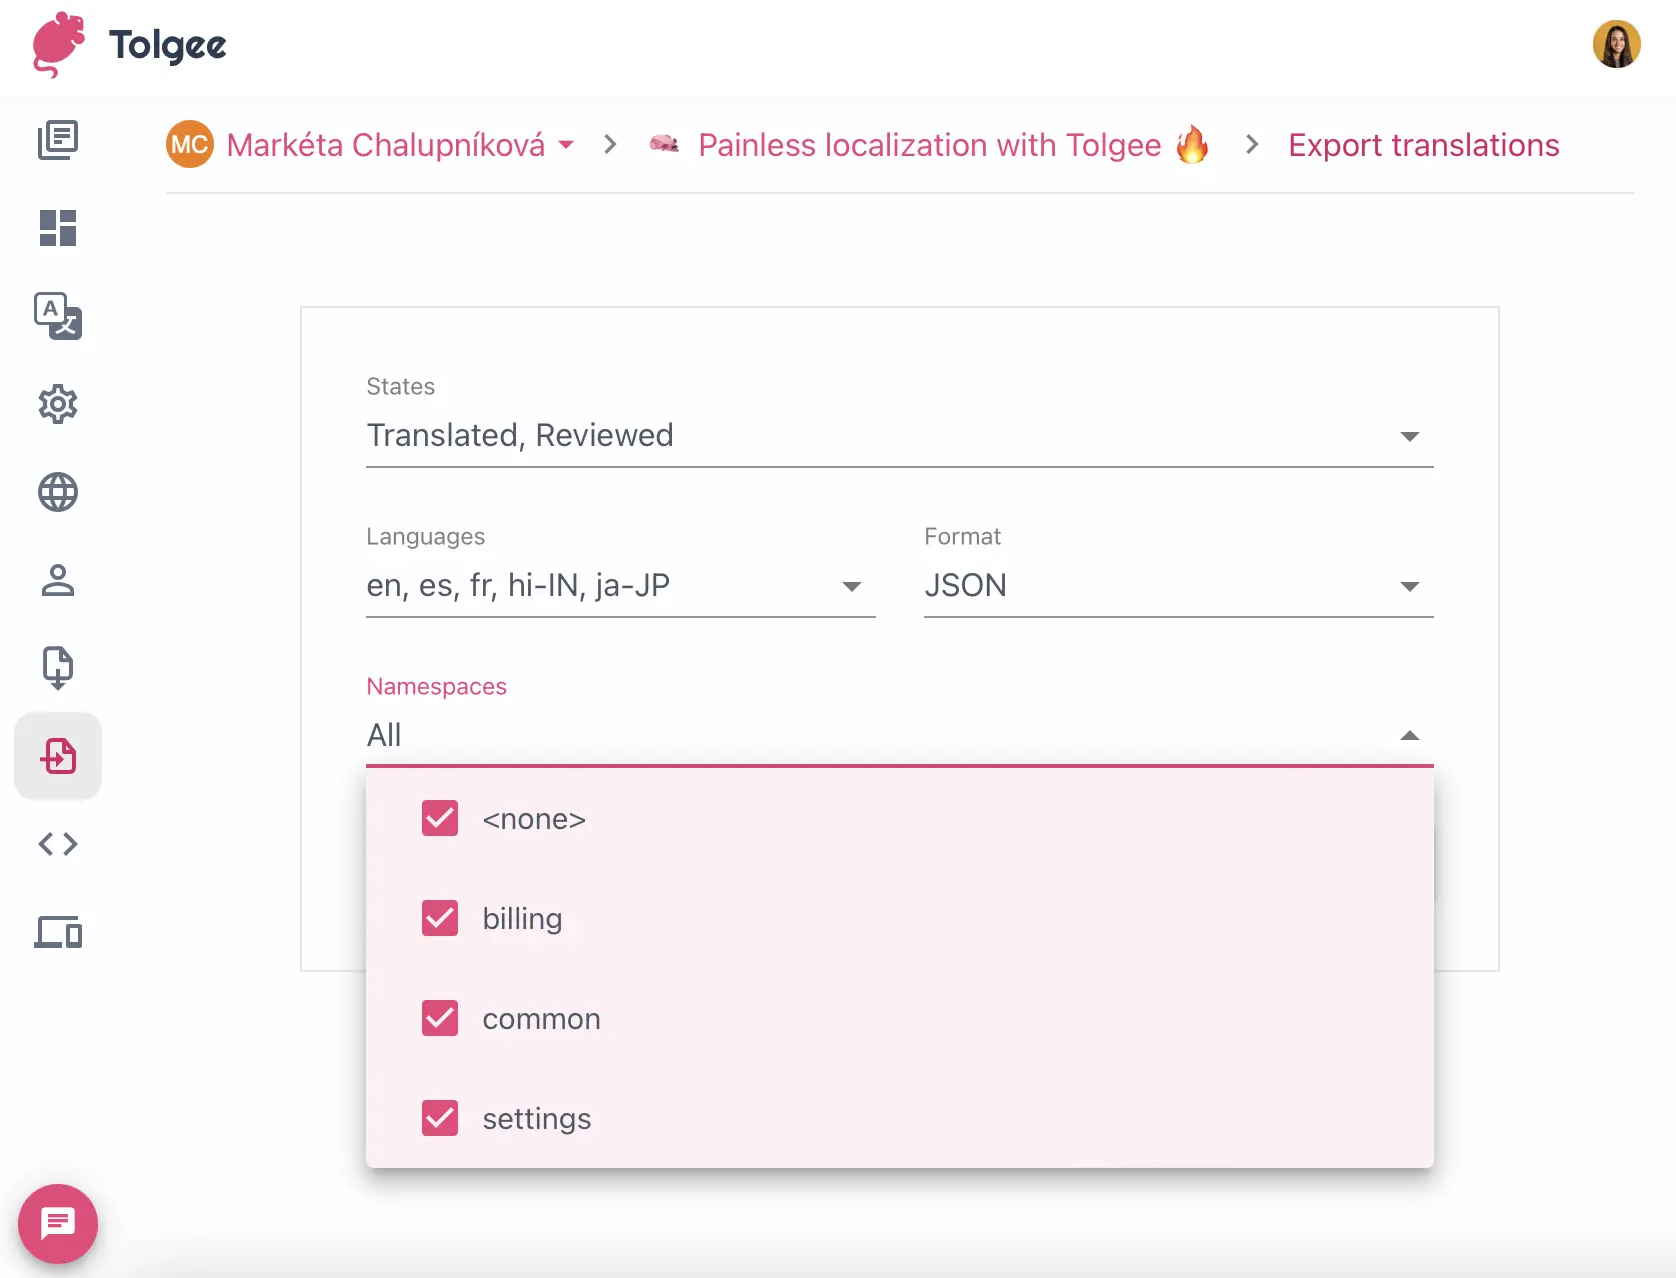 Tolgee
MC Markéta Chalupníková > Painless localization with Tolgee 🔥 > Export translations
States
Translated, Reviewed
Languages
en, es, fr, hi-IN, ja-JP
Format
JSON
Namespaces
All
<none>
billing
common
settings